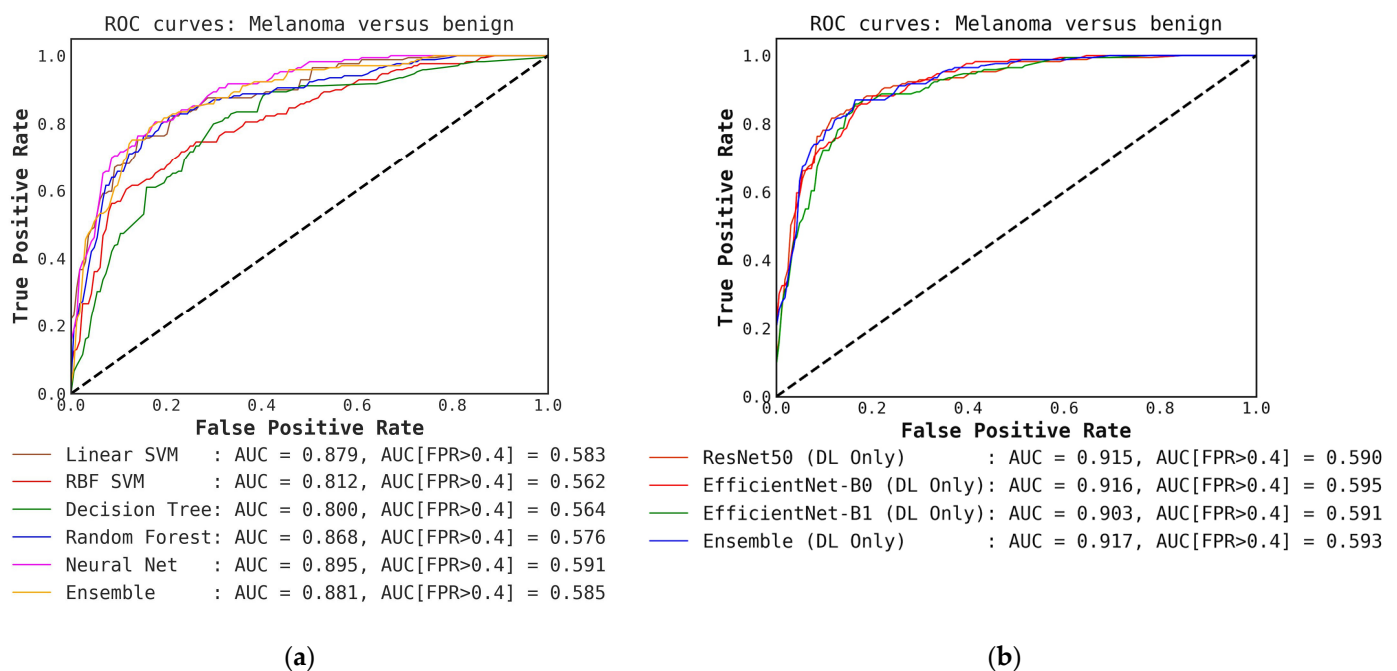 ROC curves: Melanoma versus benign
True Positive Rate
1.0
0.8
0.6
0.4
0.2
0.0
0.0 0.2 0.4 0.6 0.8 1.0
False Positive Rate
Linear SVM : AUC = 0.879, AUC[FPR>0.4] = 0.583
RBF SVM : AUC = 0.812, AUC[FPR>0.4] = 0.562
Decision Tree: AUC = 0.800, AUC[FPR>0.4] = 0.564
Random Forest: AUC = 0.868, AUC[FPR>0.4] = 0.576
Neural Net : AUC = 0.895, AUC[FPR>0.4] = 0.591
Ensemble : AUC = 0.881, AUC[FPR>0.4] = 0.585
(a)
ROC curves: Melanoma versus benign
True Positive Rate
1.0
0.8
0.6
0.4
0.2
0.0
0.0 0.2 0.4 0.6 0.8 1.0
False Positive Rate
ResNet50 (DL Only) : AUC = 0.915, AUC[FPR>0.4] = 0.590
EfficientNet-B0 (DL Only): AUC = 0.916, AUC[FPR>0.4] = 0.595
EfficientNet-B1 (DL Only): AUC = 0.903, AUC[FPR>0.4] = 0.591
Ensemble (DL Only) : AUC = 0.917, AUC[FPR>0.4] = 0.593
(b)